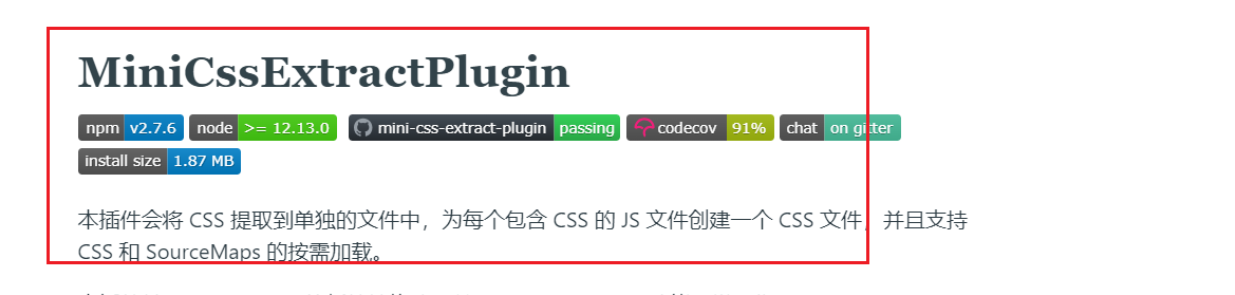 MiniCssExtractPlugin
npm v2.7.6 node >= 12.13.0 mini-css-extract-plugin passing codecov 91% chat on gitter
install size 1.87 MB
本插件会将 CSS 提取到单独的文件中，为每个包含 CSS 的 JS 文件创建一个 CSS 文件，并且支持
CSS 和 SourceMaps 的按需加载。